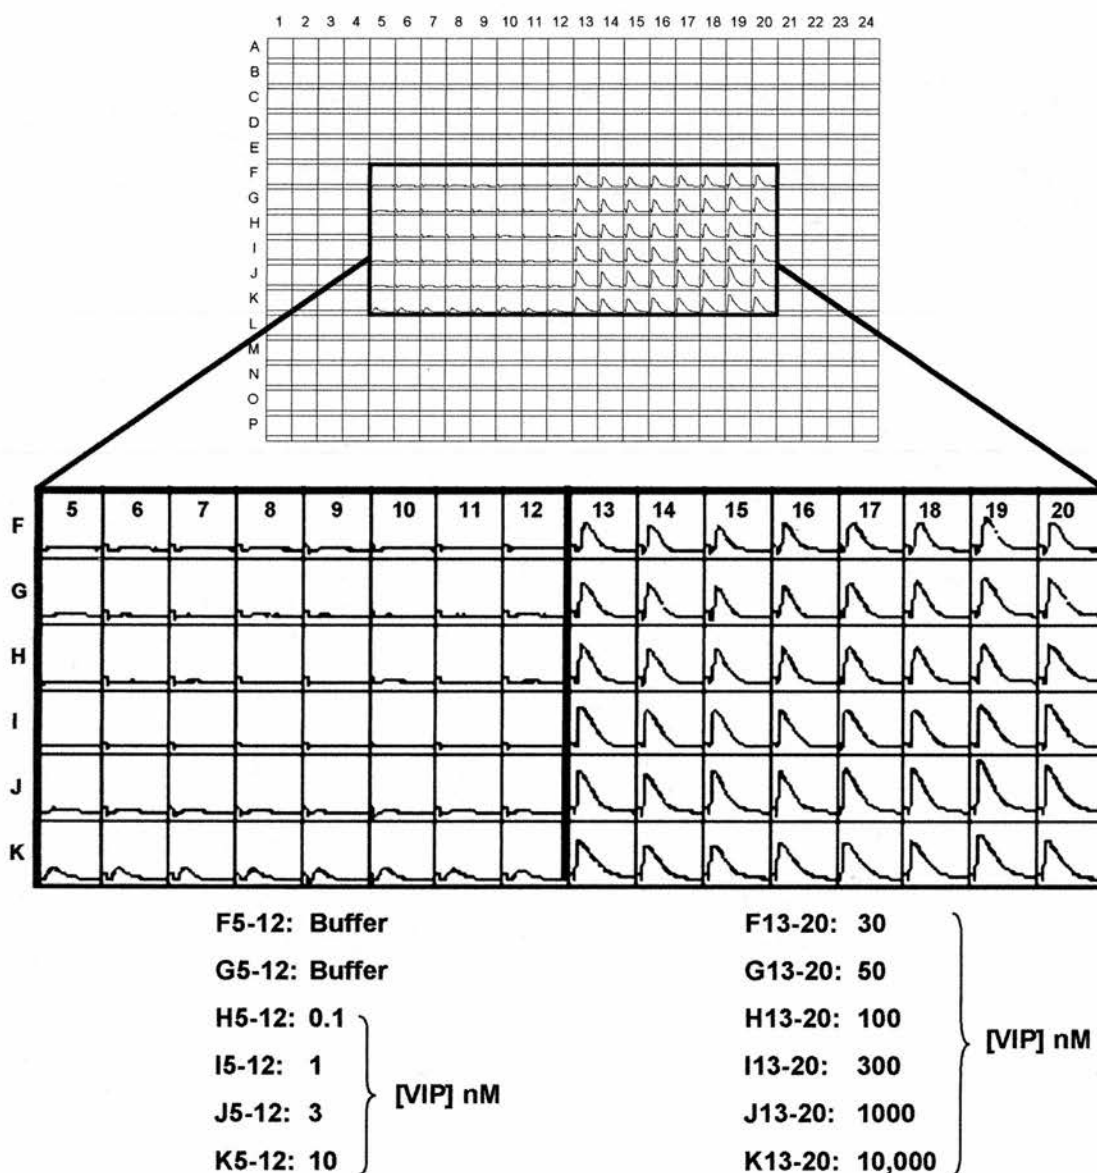 1 2 3 4 5 6 7 8 9 10 11 12 13 14 15 16 17 18 19 20 21 22 23 24
A
B
C
D
E
F
G
H
I
J
K
L
M
N
O
P
F 5 6 7 8 9 10 11 12 13 14 15 16 17 18 19 20
G
H
I
J
K
F5-12: Buffer
G5-12: Buffer
H5-12: 0.1
I5-12: 1
J5-12: 3
K5-12: 10
[VIP] nM
F13-20: 30
G13-20: 50
H13-20: 100
I13-20: 300
J13-20: 1000
K13-20: 10,000
[VIP] nM